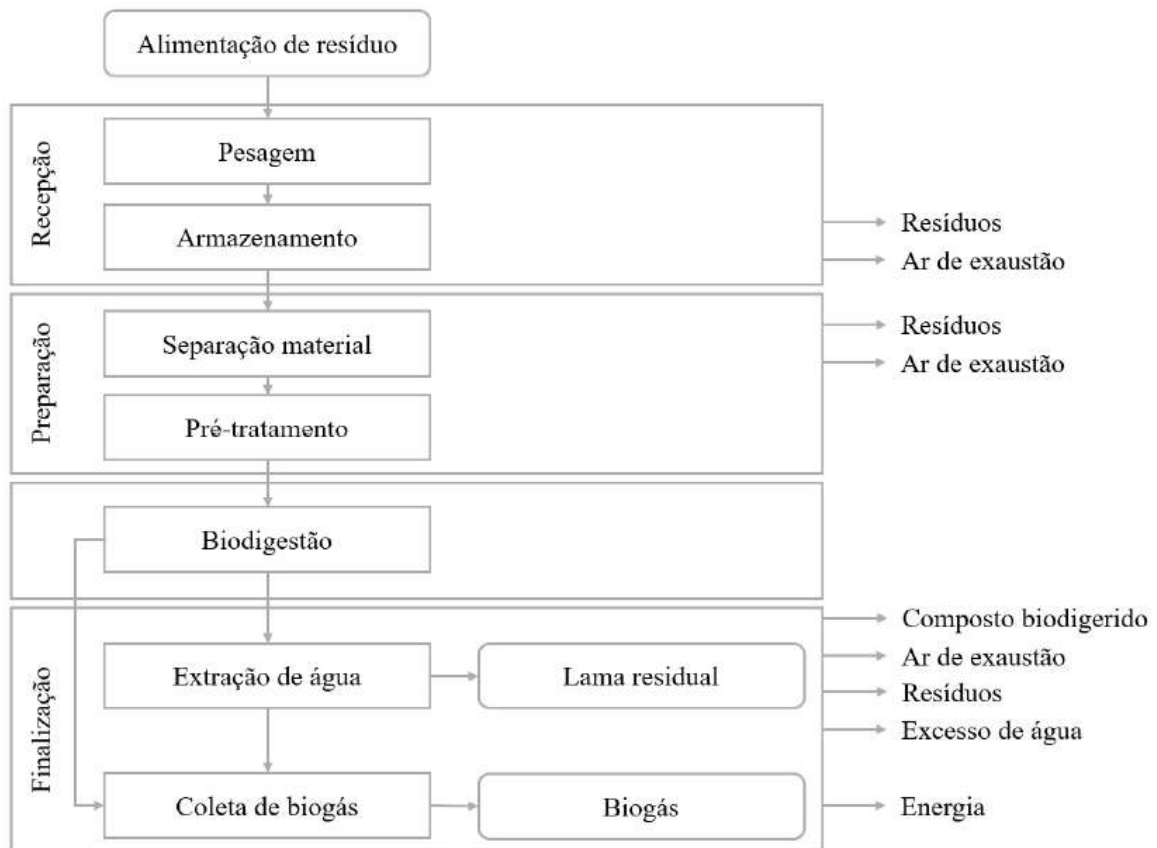 Alimentação de resíduo
Recepção
Pesagem
Armazenamento
Resíduos
Ar de exaustão
Preparação
Separação material
Pré-tratamento
Resíduos
Ar de exaustão
Biodigestão
Finalização
Extração de água
Lama residual
Coleta de biogás
Biogás
Composto biodigerido
Ar de exaustão
Resíduos
Excesso de água
Energia